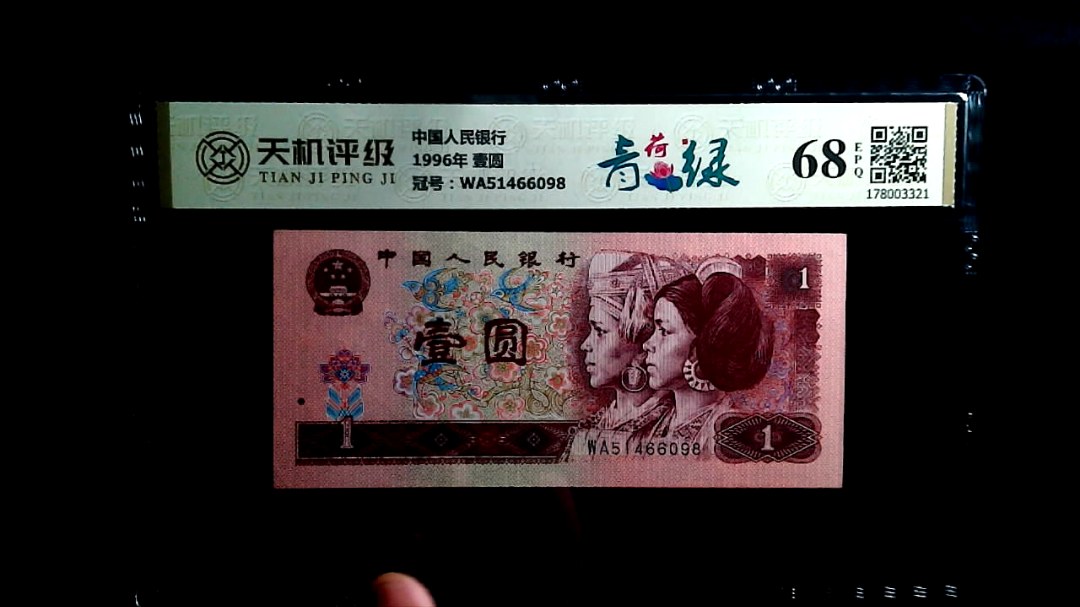 天机评级
TIAN JI PING JI
中国人民银行
1996年 壹圆
冠号：WA51466098
青荷绿
68
EPQ
178003321
中国人民银行
1
壹圆
1
WA51466098
1